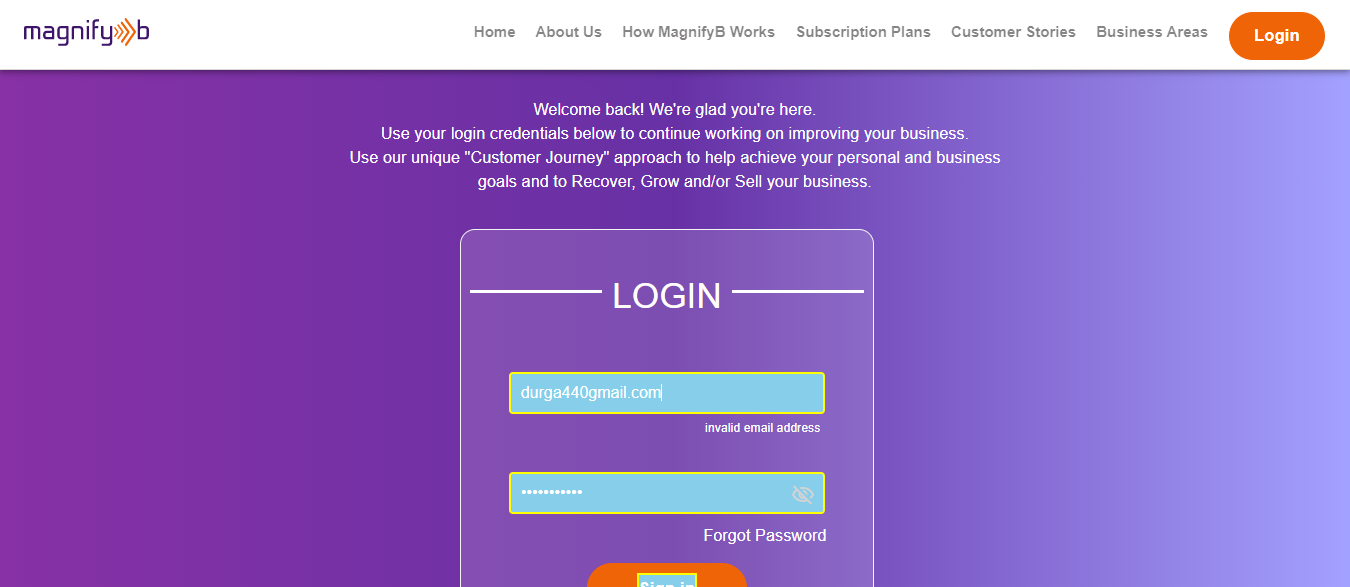 magnifyb
Home About Us How MagnifyB Works Subscription Plans Customer Stories Business Areas Login
Welcome back! We're glad you're here.
Use your login credentials below to continue working on improving your business.
Use our unique "Customer Journey" approach to help achieve your personal and business
goals and to Recover, Grow and/or Sell your business.
LOGIN
durga440gmail.com
invalid email address
•••••••••••
Forgot Password
Sign in